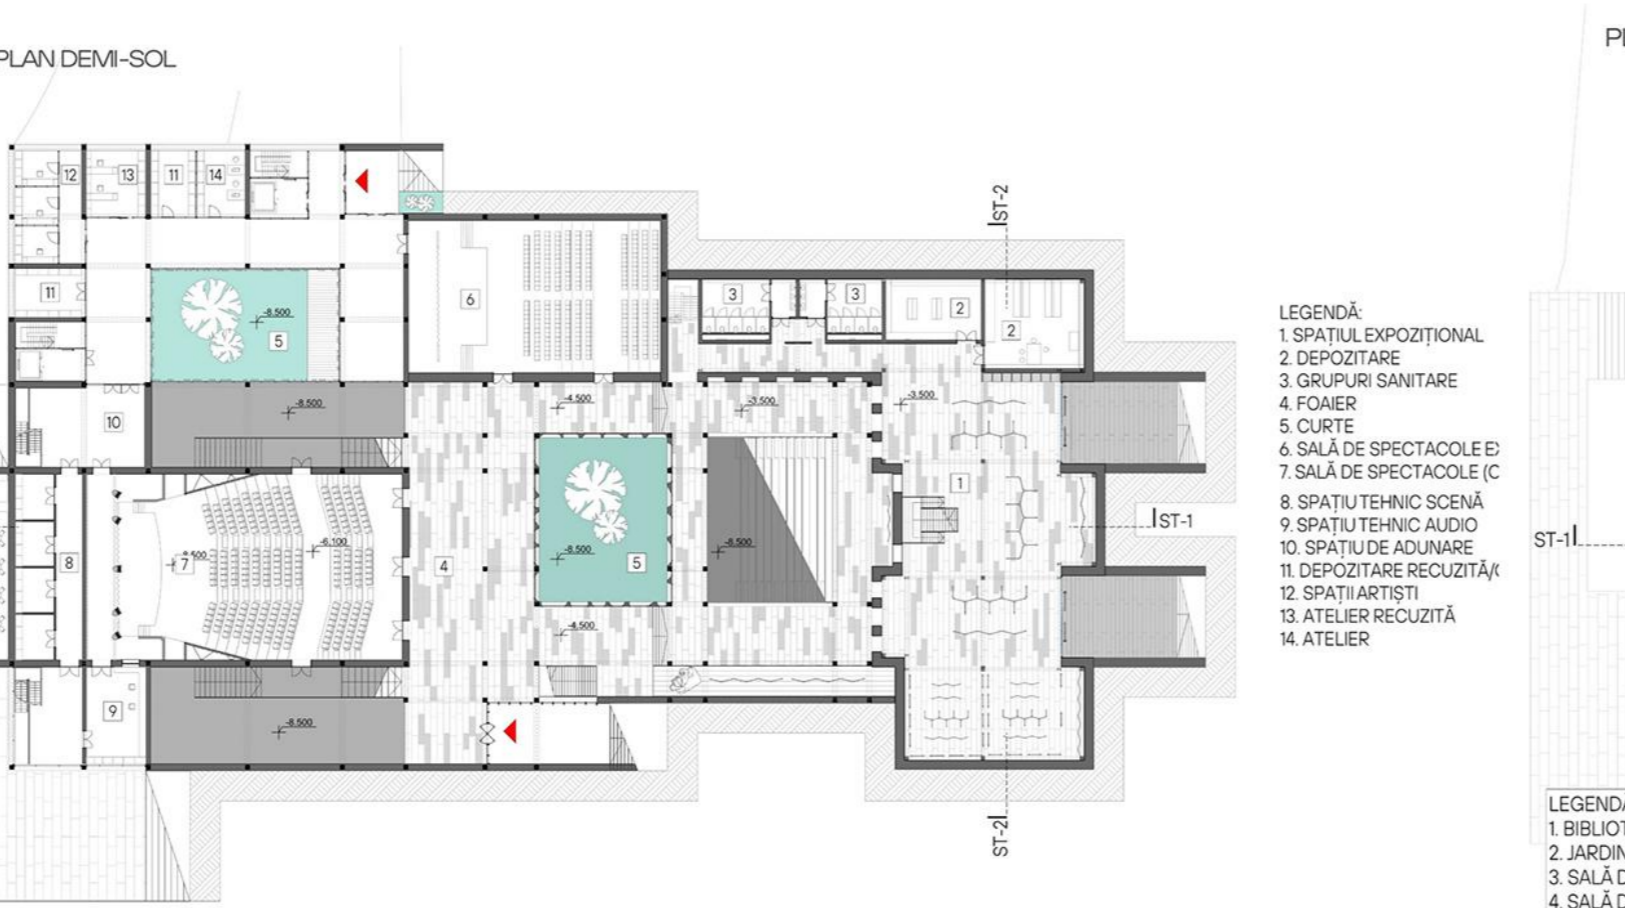 PLAN DEMI-SOL
12
13
11
14
11
6
3
3
2
2
-8.500
5
-8.500
10
-4.500
-3.500
-3.500
1
8
7
-6.100
4
-8.500
5
-8.500
-4.500
9
-8.500
ST-2
ST-1
ST-2
LEGENDĂ:
1. SPAȚIUL EXPOZIȚIONAL
2. DEPOZITARE
3. GRUPURI SANITARE
4. FOAIER
5. CURTE
6. SALĂ DE SPECTACOLE
7. SALĂ DE SPECTACOLE (C
8. SPAȚIU TEHNIC SCENĂ
9. SPAȚIU TEHNIC AUDIO
10. SPAȚIU DE ADUNARE
11. DEPOZITARE RECUZITĂ/
12. SPAȚII ARTIȘTI
13. ATELIER RECUZITĂ
14. ATELIER
ST-1
LEGENDĂ
1. BIBLIOT
2. JARDIN
3. SALĂ D
4. SALĂ D